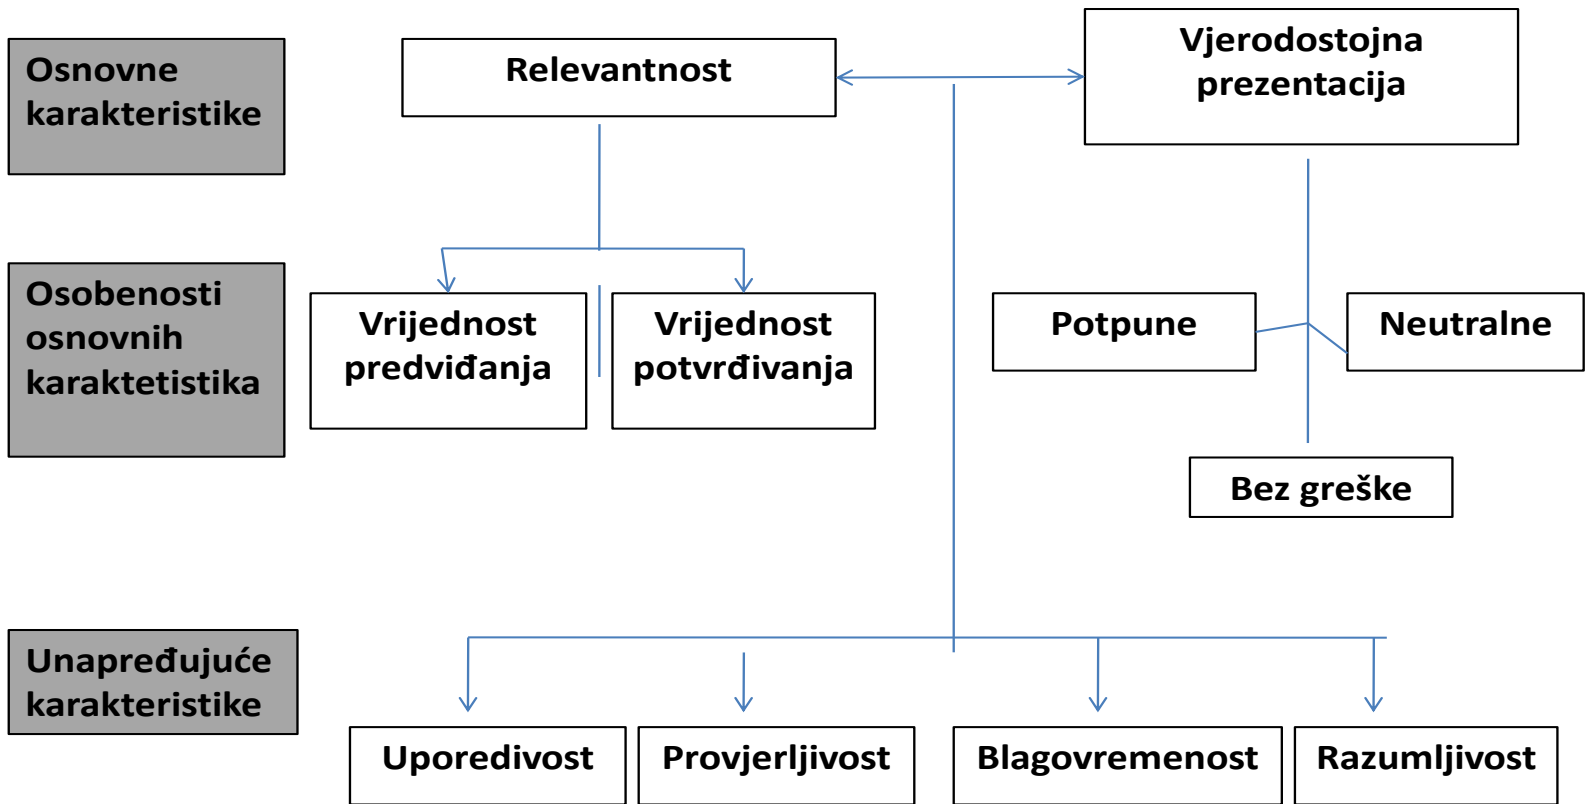 Osnovne
karakteristike
Relevantnost
Vjerodostojna
prezentacija
Osobenosti
osnovnih
karaktetistika
Vrijednost
predviđanja
Vrijednost
potvrđivanja
Potpune
Neutralne
Bez greške
Unapređujuće
karakteristike
Uporedivost
Provjerljivost
Blagovremenost
Razumljivost